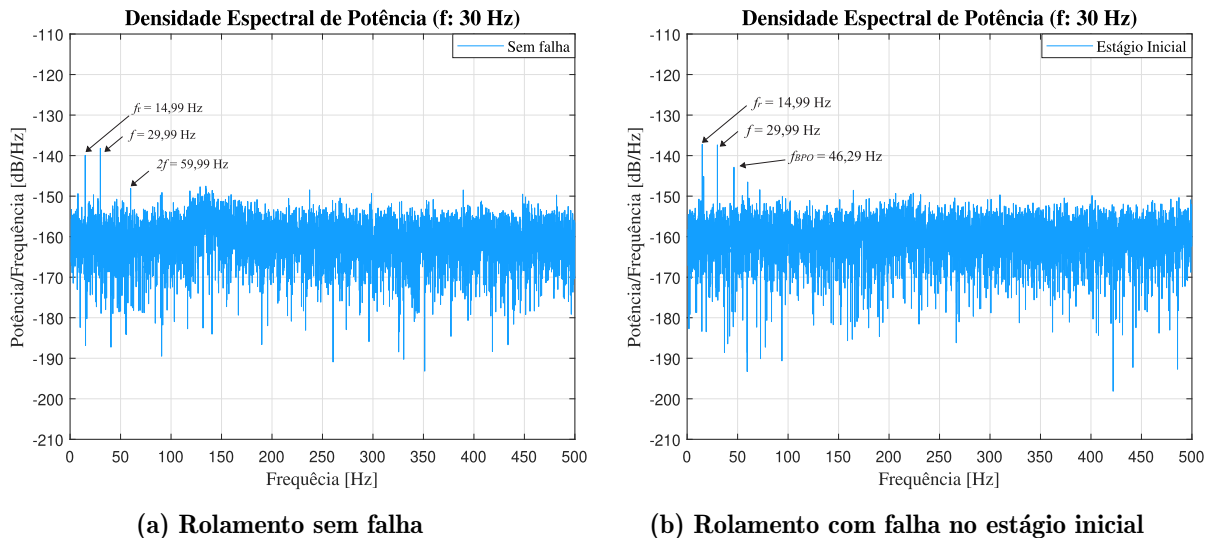 Densidade Espectral de Potência (f: 30 Hz)
-110
-120
-130
-140
-150
-160
-170
-180
-190
-200
-210
Potência/Frequência [dB/Hz]
Sem falha
fr = 14,99 Hz
f = 29,99 Hz
2f = 59,99 Hz
0 50 100 150 200 250 300 350 400 450 500
Frequêcia [Hz]
(a) Rolamento sem falha
Densidade Espectral de Potência (f: 30 Hz)
-110
-120
-130
-140
-150
-160
-170
-180
-190
-200
-210
Potência/Frequência [dB/Hz]
Estágio Inicial
fr = 14,99 Hz
f = 29,99 Hz
fBPO = 46,29 Hz
0 50 100 150 200 250 300 350 400 450 500
Frequência [Hz]
(b) Rolamento com falha no estágio inicial